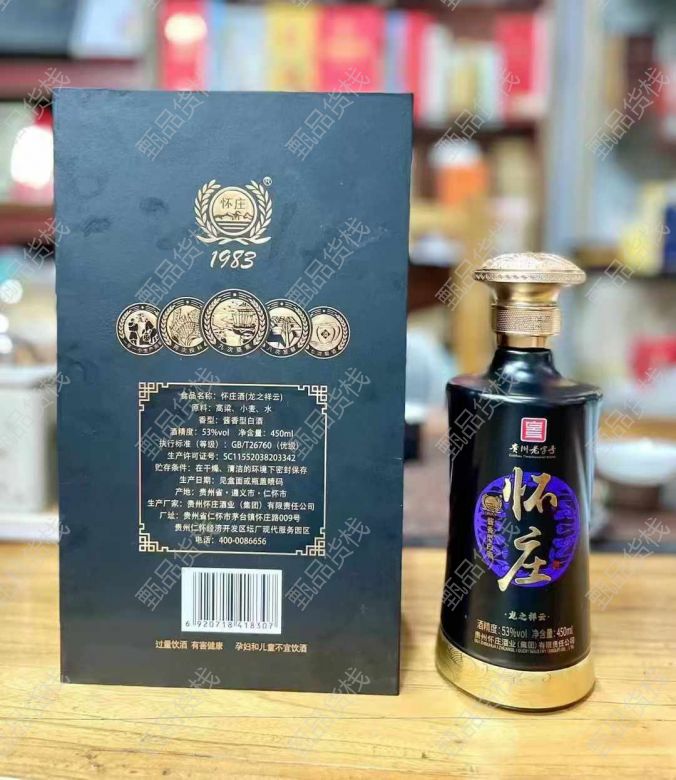 怀庄
®
1983
食品名称：怀庄酒(龙之祥云)
原料：高粱、小麦、水
香型：酱香型白酒
酒精度：53%vol 净含量：450ml
执行标准（等级）：GB/T26760（优级）
生产许可证号：SC11552038203342
贮存条件：在干燥、清洁的环境下密封保存
生产日期：见盒面或瓶盖喷码
产地：贵州省·遵义市·仁怀市
生产厂家：贵州怀庄酒业（集团）有限责任公司
厂址：贵州省仁怀市茅台镇怀庄路009号
贵州仁怀经济开发区坛厂现代服务园区
电话：400-0086656
6 920718 418307
过量饮酒 有害健康 孕妇和儿童不宜饮酒
贵州老字号
怀庄
·龙之祥云·
酒精度：53%vol 净含量：450ml
贵州怀庄酒业（集团）有限责任公司
甄品货栈